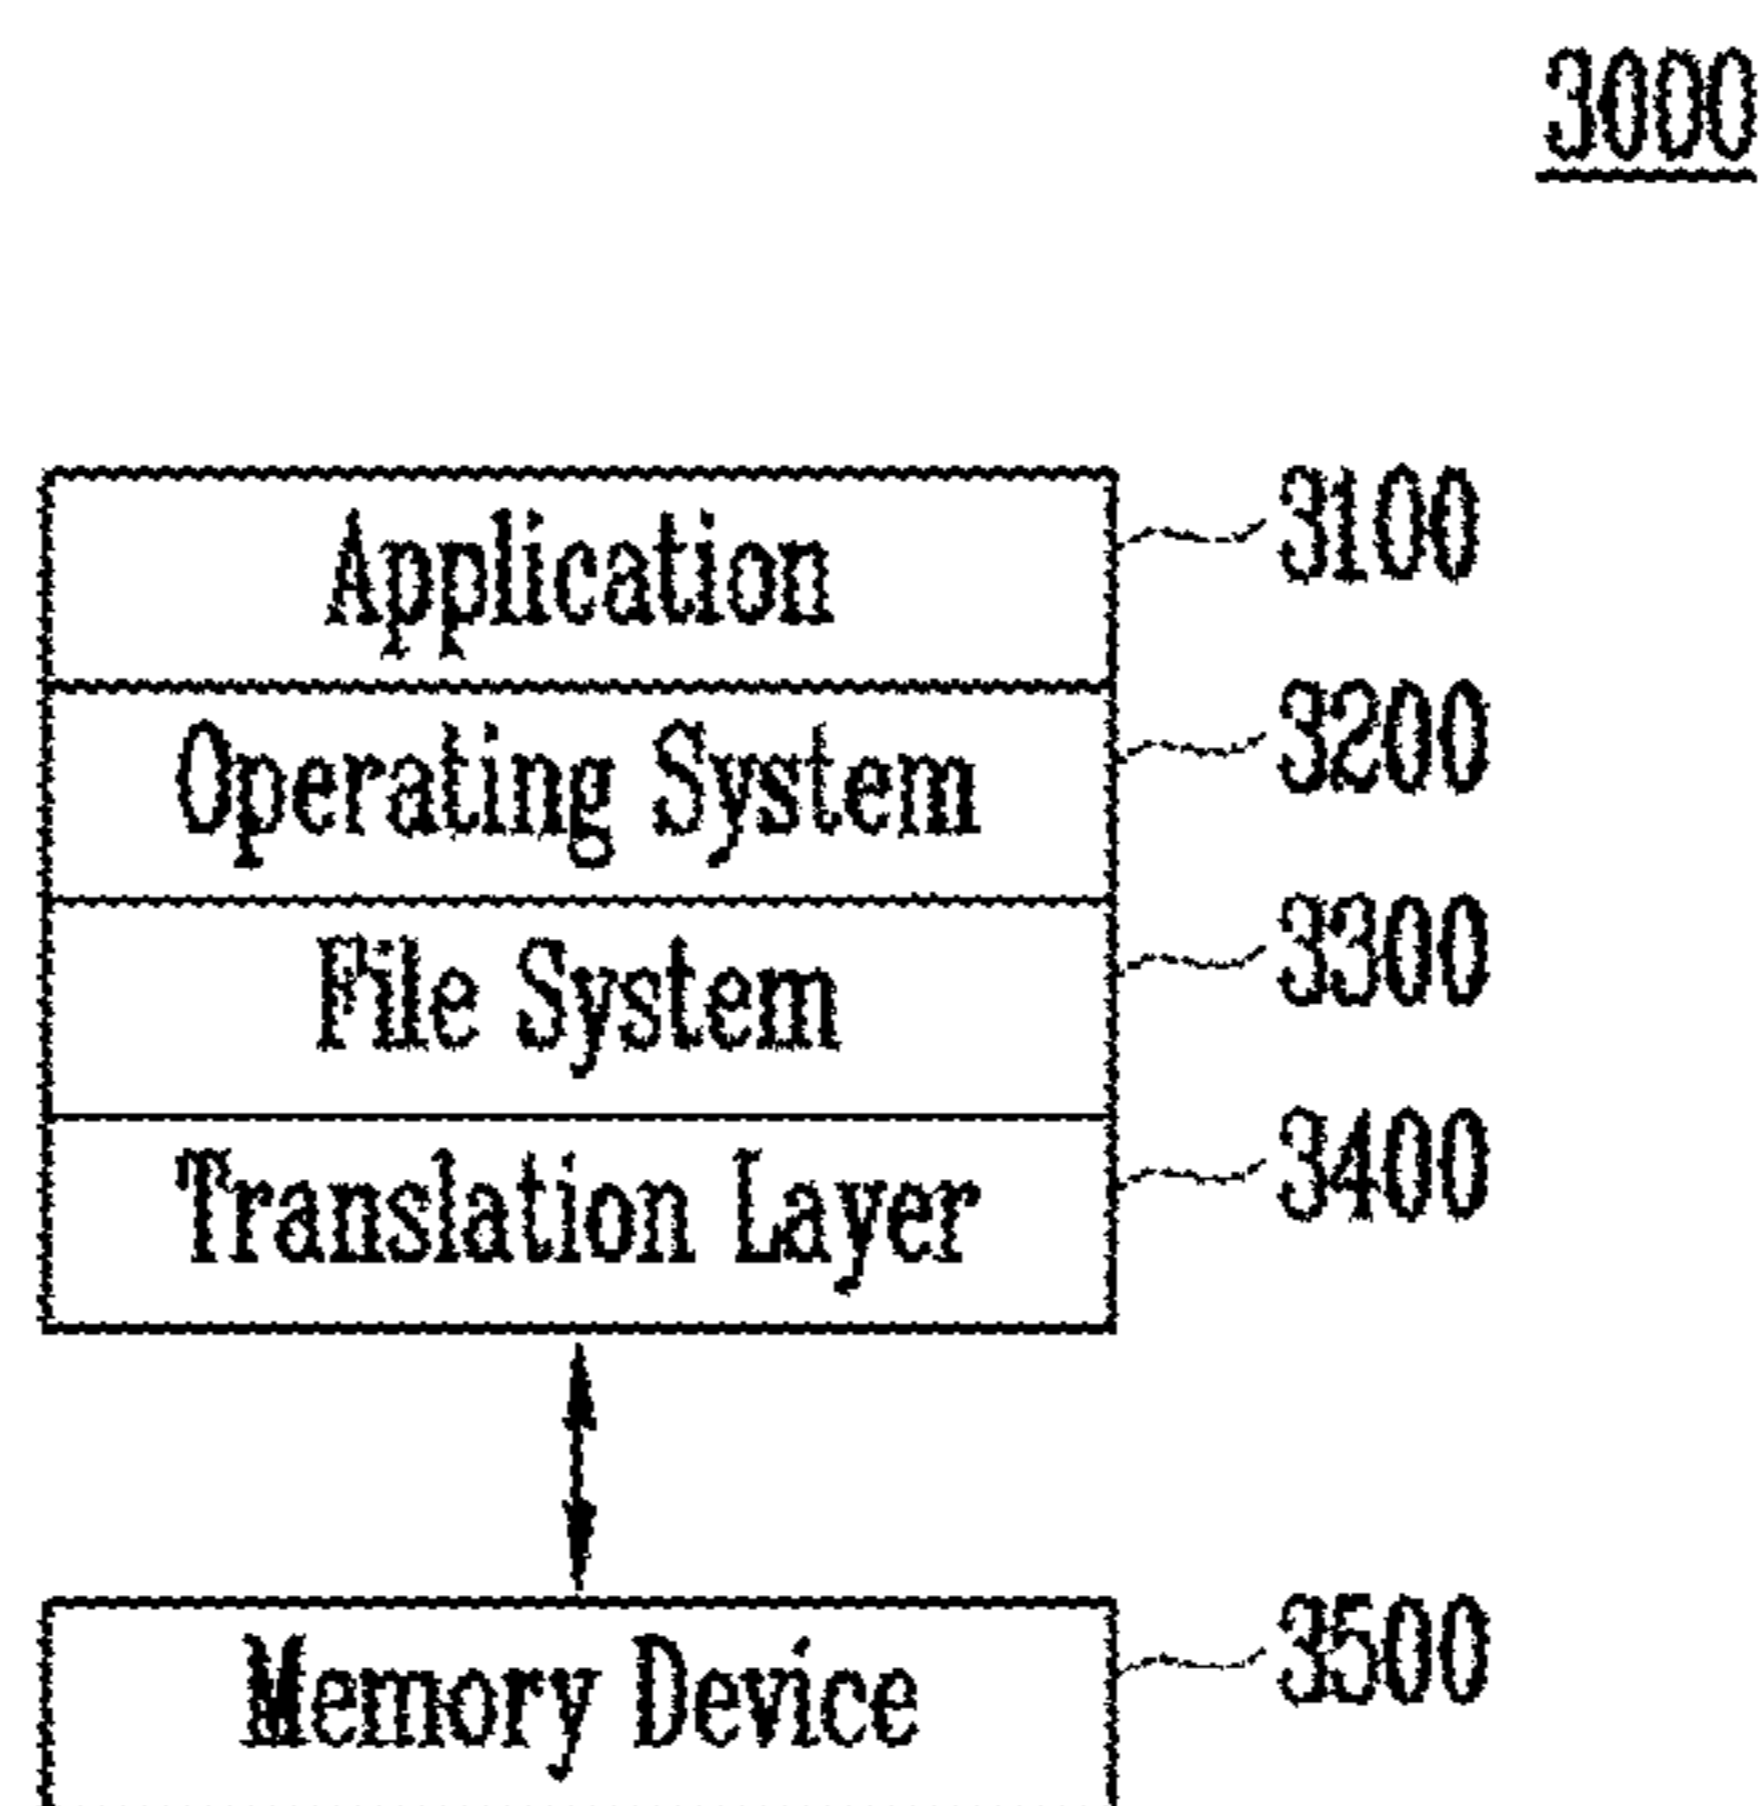 3000
Application 3100
Operating System 3200
File System 3300
Translation Layer 3400
Memory Device 3500